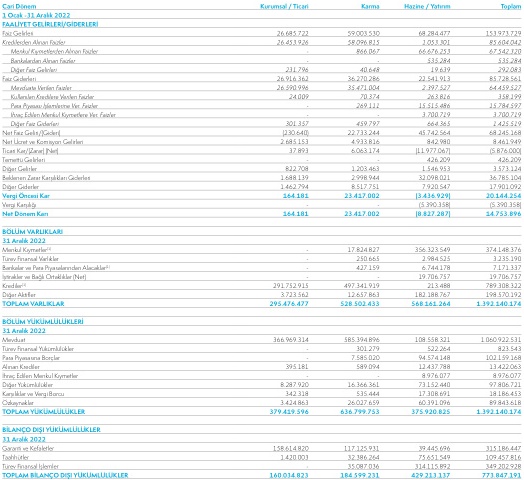 Cari Dönem Kurumsal / Ticari Karma Hazine / Yatırım Toplam
1 Ocak -31 Aralık 2022
FAALİYET GELİRLERİ/GİDERLERİ
Faiz Gelirleri 26.685.722 59.003.530 68.284.477 153.973.729
Kredilerden Alınan Faizler 26.453.926 58.096.815 1.053.301 85.604.042
Menkul Kıymetlerden Alınan Faizler - 866.067 66.676.253 67.542.320
Bankalardan Alınan Faizler - - 535.284 535.284
Diğer Faiz Gelirleri 231.796 40.648 19.639 292.083
Faiz Giderleri 26.916.362 36.270.286 22.541.913 85.728.561
Mevduata Verilen Faizler 26.590.996 35.471.004 2.397.527 64.459.527
Kullanılan Kredilere Verilen Faizler 24.009 70.374 263.816 358.199
Para Piyasası İşlemlerine Ver. Faizler - 269.111 15.515.486 15.784.597
İhraç Edilen Menkul Kıymetlere Ver. Faizler - - 3.700.719 3.700.719
Diğer Faiz Giderleri 301.357 459.797 664.365 1.425.519
Net Faiz Gelir/(Gideri) (230.640) 22.733.244 45.742.564 68.245.168
Net Ücret ve Komisyon Gelirleri 2.685.153 4.933.816 842.980 8.461.949
Ticari Kar/(Zarar) (Net) 37.893 6.063.174 (11.977.067) (5.876.000)
Temettü Gelirleri - - 426.209 426.209
Diğer Gelirler 822.708 1.203.463 1.546.953 3.573.124
Beklenen Zarar Karşılıkları Giderleri 1.688.139 2.998.944 32.098.021 36.785.104
Diğer Giderler 1.462.794 8.517.751 7.920.547 17.901.092
Vergi Öncesi Kar 164.181 23.417.002 (3.436.929) 20.144.254
Vergi Karşılığı - - (5.390.358) (5.390.358)
Net Dönem Karı 164.181 23.417.002 (8.827.287) 14.753.896
BÖLÜM VARLIKLARI
31 Aralık 2022
Menkul Kıymetler - 17.824.827 356.323.549 374.148.376
Türev Finansal Varlıklar - 250.665 2.984.525 3.235.190
Bankalar ve Para Piyasalarından Alacaklar - 427.159 6.744.178 7.171.337
İştirakler ve Bağlı Ortaklıklar (Net) - - 19.706.757 19.706.757
Krediler 291.752.915 497.341.919 213.488 789.308.322
Diğer Aktifler 3.723.562 12.657.863 182.188.767 198.570.192
TOPLAM VARLIKLAR 295.476.477 528.502.433 568.161.264 1.392.140.174
BÖLÜM YÜKÜMLÜLÜKLERİ
31 Aralık 2022
Mevduat 366.969.314 585.394.896 108.558.321 1.060.922.531
Türev Finansal Yükümlülükler - 301.279 522.264 823.543
Para Piyasasına Borçlar - 7.585.020 94.574.148 102.159.168
Alınan Krediler 395.181 589.094 12.437.788 13.422.063
İhraç Edilen Menkul Kıymetler - - 8.976.077 8.976.077
Diğer Yükümlülükler 8.287.920 16.366.361 73.152.440 97.806.721
Karşılıklar ve Vergi Borcu 342.318 535.444 17.308.691 18.186.453
Özkaynaklar 3.424.863 26.027.659 60.391.096 89.843.618
TOPLAM YÜKÜMLÜLÜKLER 379.419.596 636.799.753 375.920.825 1.392.140.174
BİLANÇO DIŞI YÜKÜMLÜLÜKLER
31 Aralık 2022
Garanti ve Kefaletler 158.614.820 117.125.931 39.445.696 315.186.447
Taahhütler 1.420.003 32.386.264 75.651.549 109.457.816
Türev Finansal İşlemler 35.087.036 314.115.892 349.202.928
TOPLAM BİLANÇO DIŞI YÜKÜMLÜLÜKLER 160.034.823 184.599.231 429.213.137 773.847.191